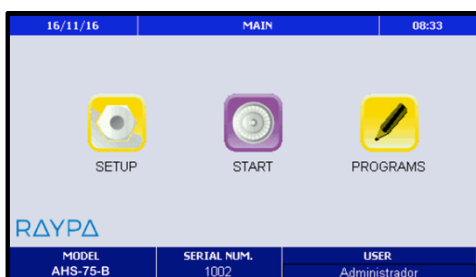 16/11/16 MAIN 08:33
SETUP START PROGRAMS
RAYPA
MODEL SERIAL NUM. USER
AHS-75-B 1002 Administrador